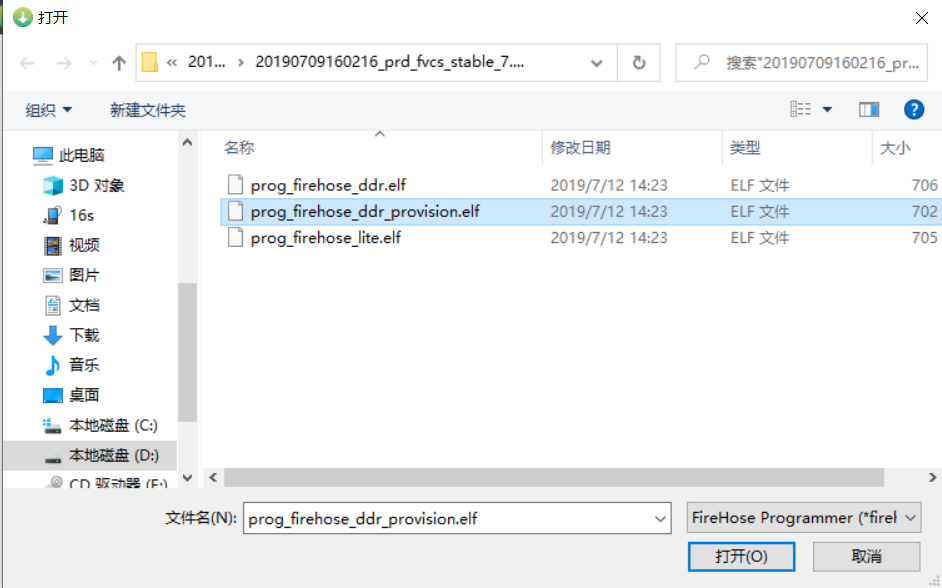 打开
« 201... › 20190709160216_prd_fvcs_stable_7....
搜索"20190709160216_pr...
组织 新建文件夹
名称 修改日期 类型 大小
此电脑
3D 对象
16s
视频
图片
文档
下载
音乐
桌面
本地磁盘 (C:)
本地磁盘 (D:)
CD 驱动器 (F:)
prog_firehose_ddr.elf 2019/7/12 14:23 ELF 文件 706
prog_firehose_ddr_provision.elf 2019/7/12 14:23 ELF 文件 702
prog_firehose_lite.elf 2019/7/12 14:23 ELF 文件 705
文件名(N): prog_firehose_ddr_provision.elf
FireHose Programmer (*firel
打开(O) 取消